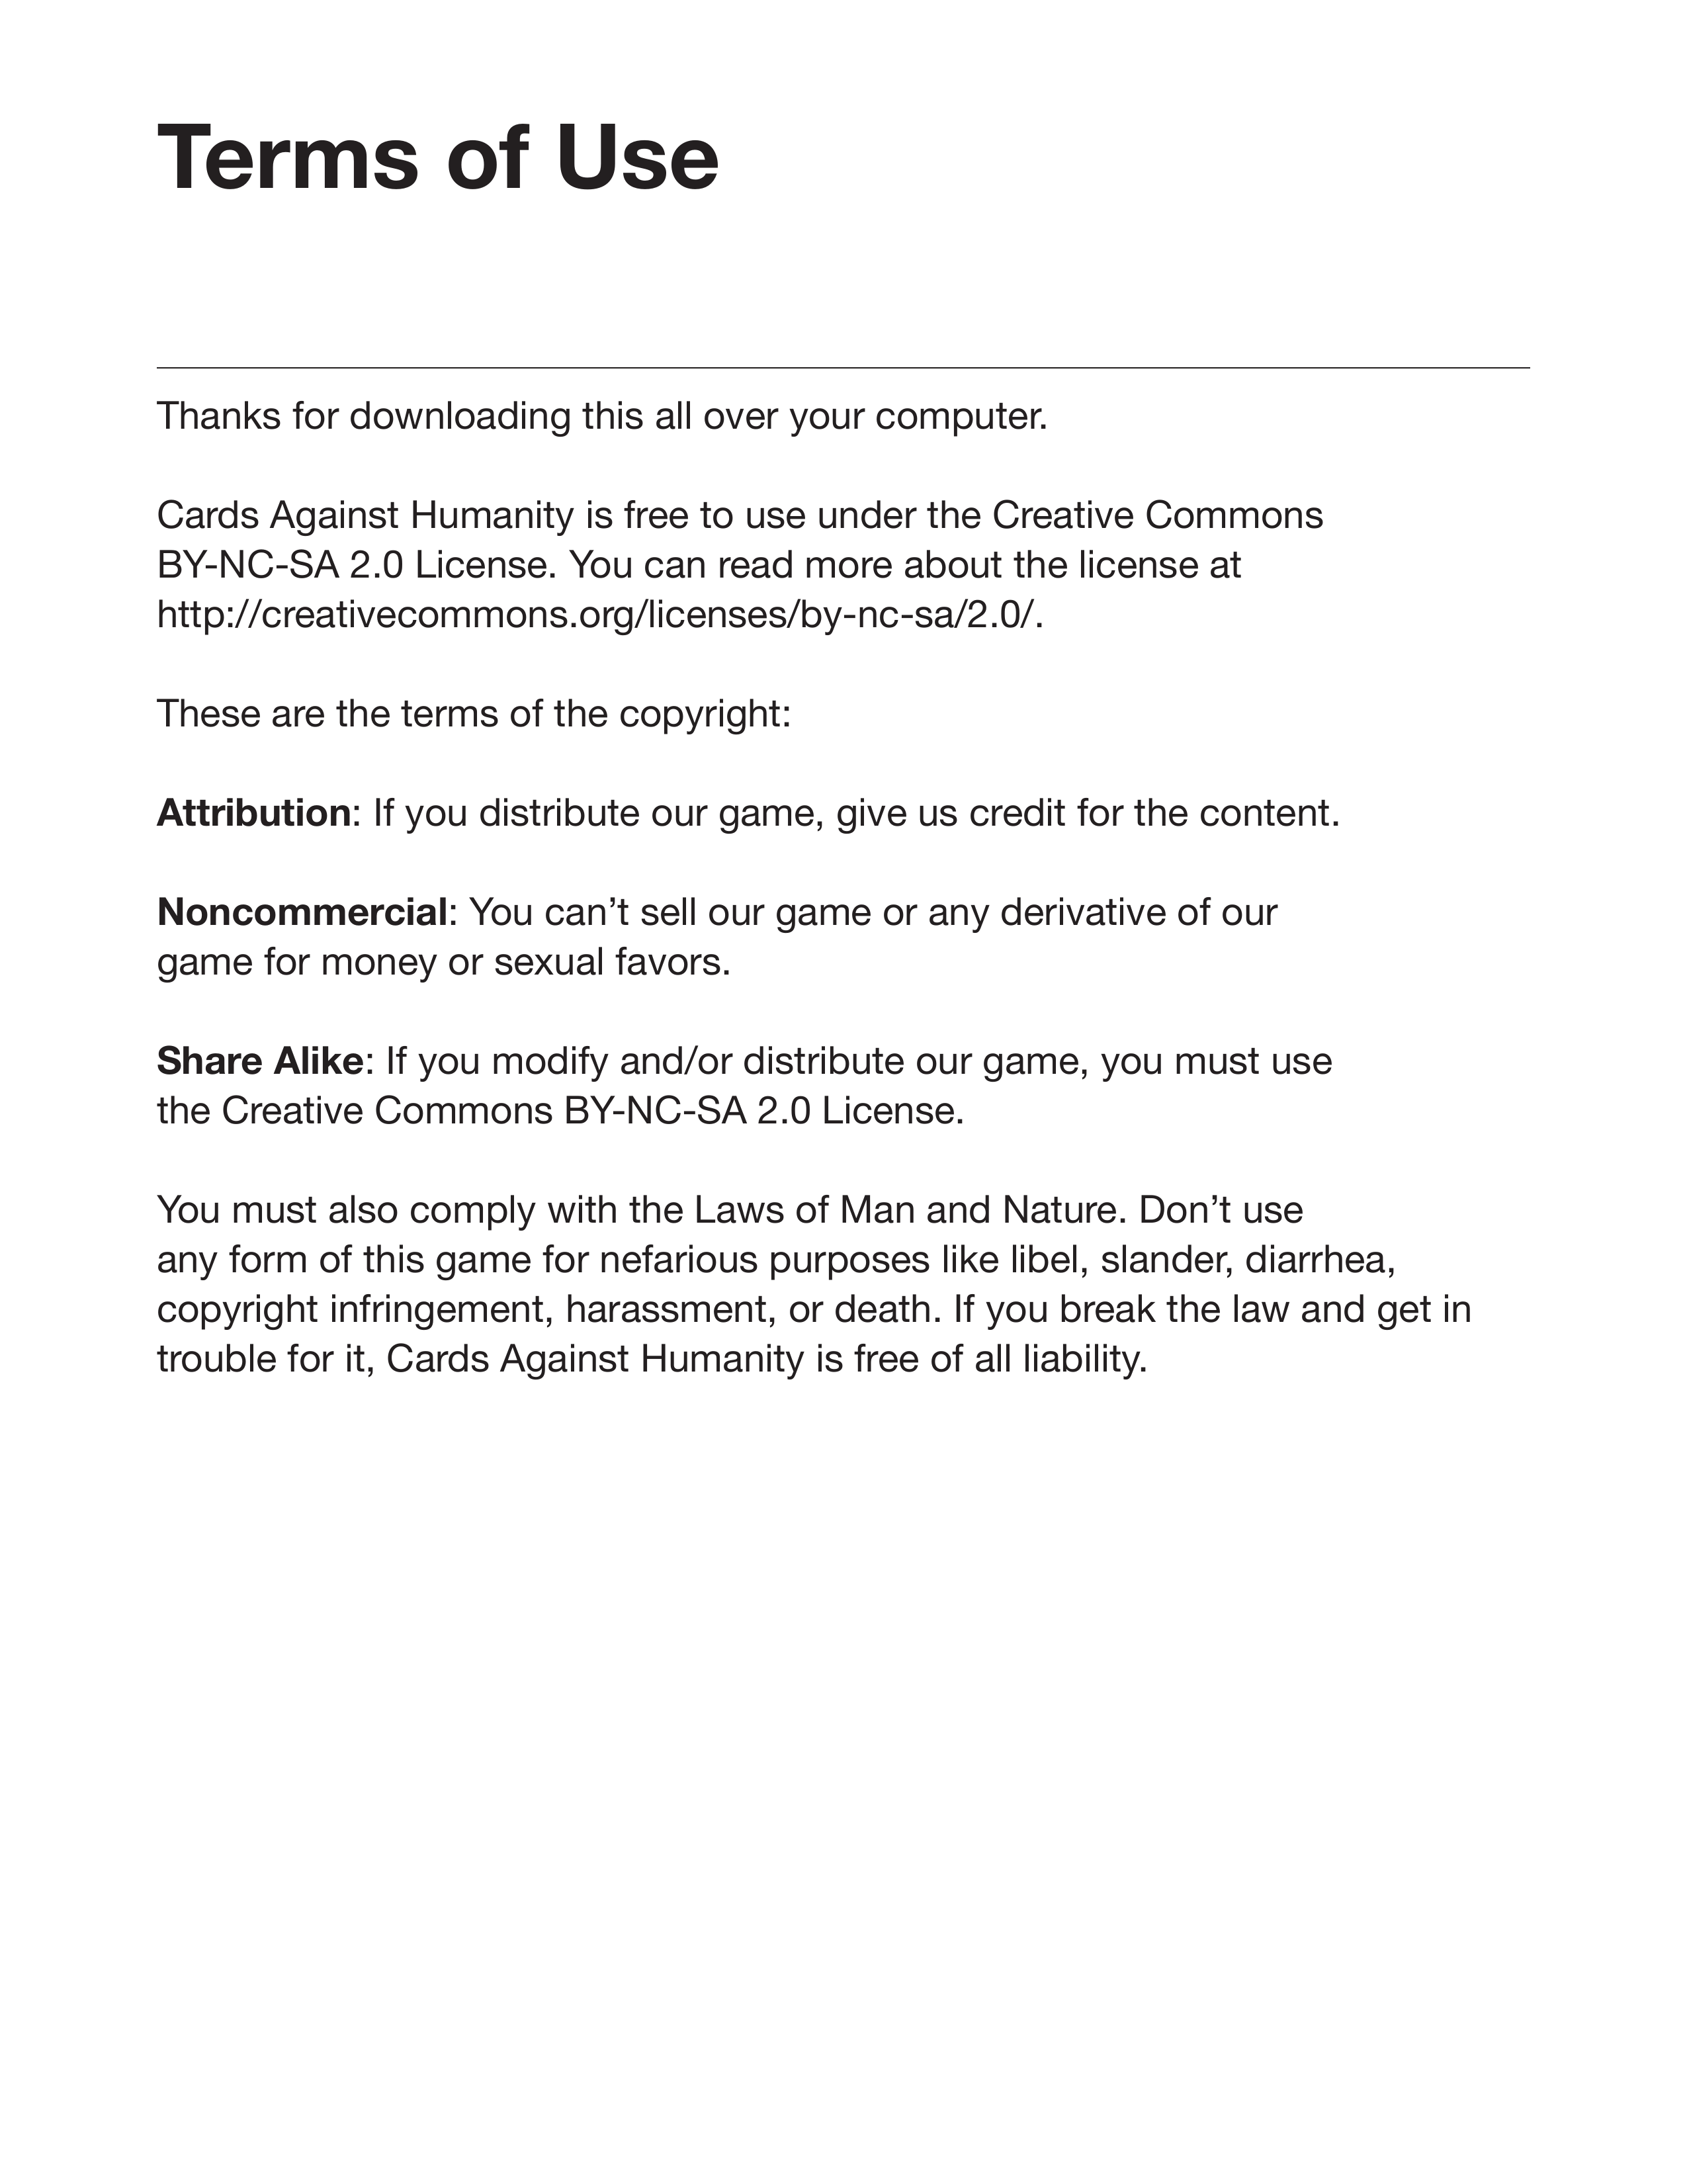 Terms of Use
Thanks for downloading this all over your computer.
Cards Against Humanity is free to use under the Creative Commons
BY-NC-SA 2.0 License. You can read more about the license at
http://creativecommons.org/licenses/by-nc-sa/2.0/.
These are the terms of the copyright:
Attribution: If you distribute our game, give us credit for the content.
Noncommercial: You can’t sell our game or any derivative of our
game for money or sexual favors.
Share Alike: If you modify and/or distribute our game, you must use
the Creative Commons BY-NC-SA 2.0 License.
You must also comply with the Laws of Man and Nature. Don’t use
any form of this game for nefarious purposes like libel, slander, diarrhea,
copyright infringement, harassment, or death. If you break the law and get in
trouble for it, Cards Against Humanity is free of all liability.